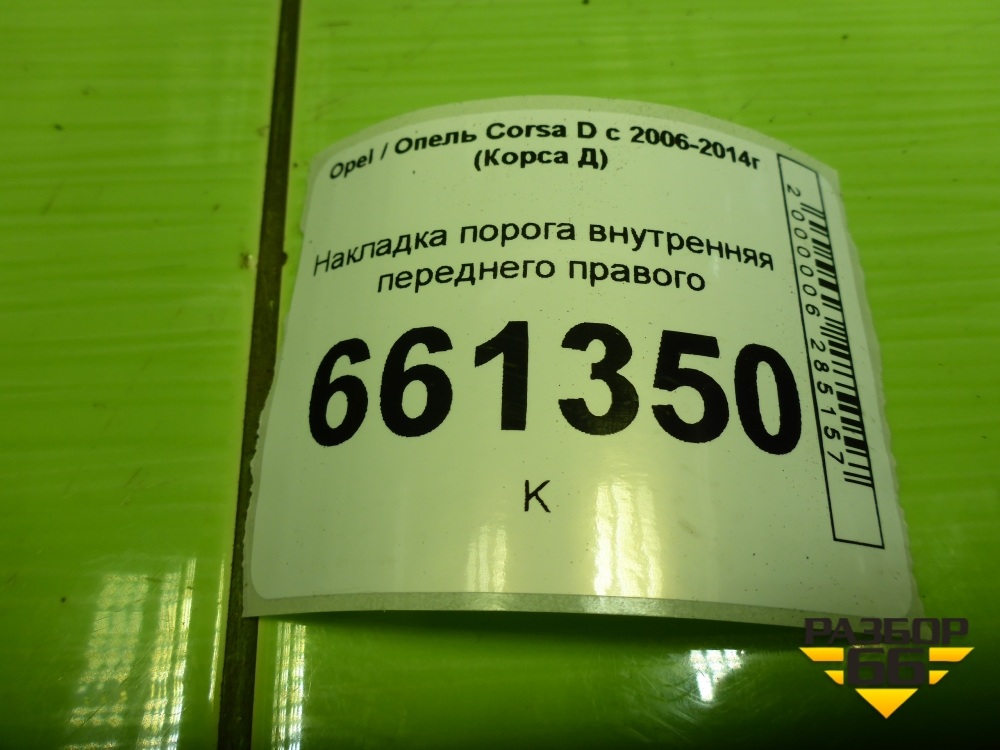 Opel / Опель Corsa D с 2006-2014г
(Корса Д)
Накладка порога внутренняя
переднего правого
661350
К
2000006285157
РАЗБОР
66